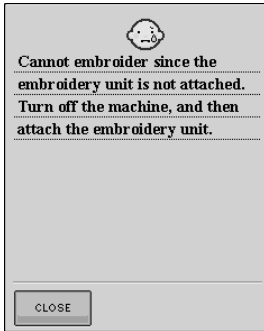 Cannot embroider since the
embroidery unit is not attached.
Turn off the machine, and then
attach the embroidery unit.
CLOSE